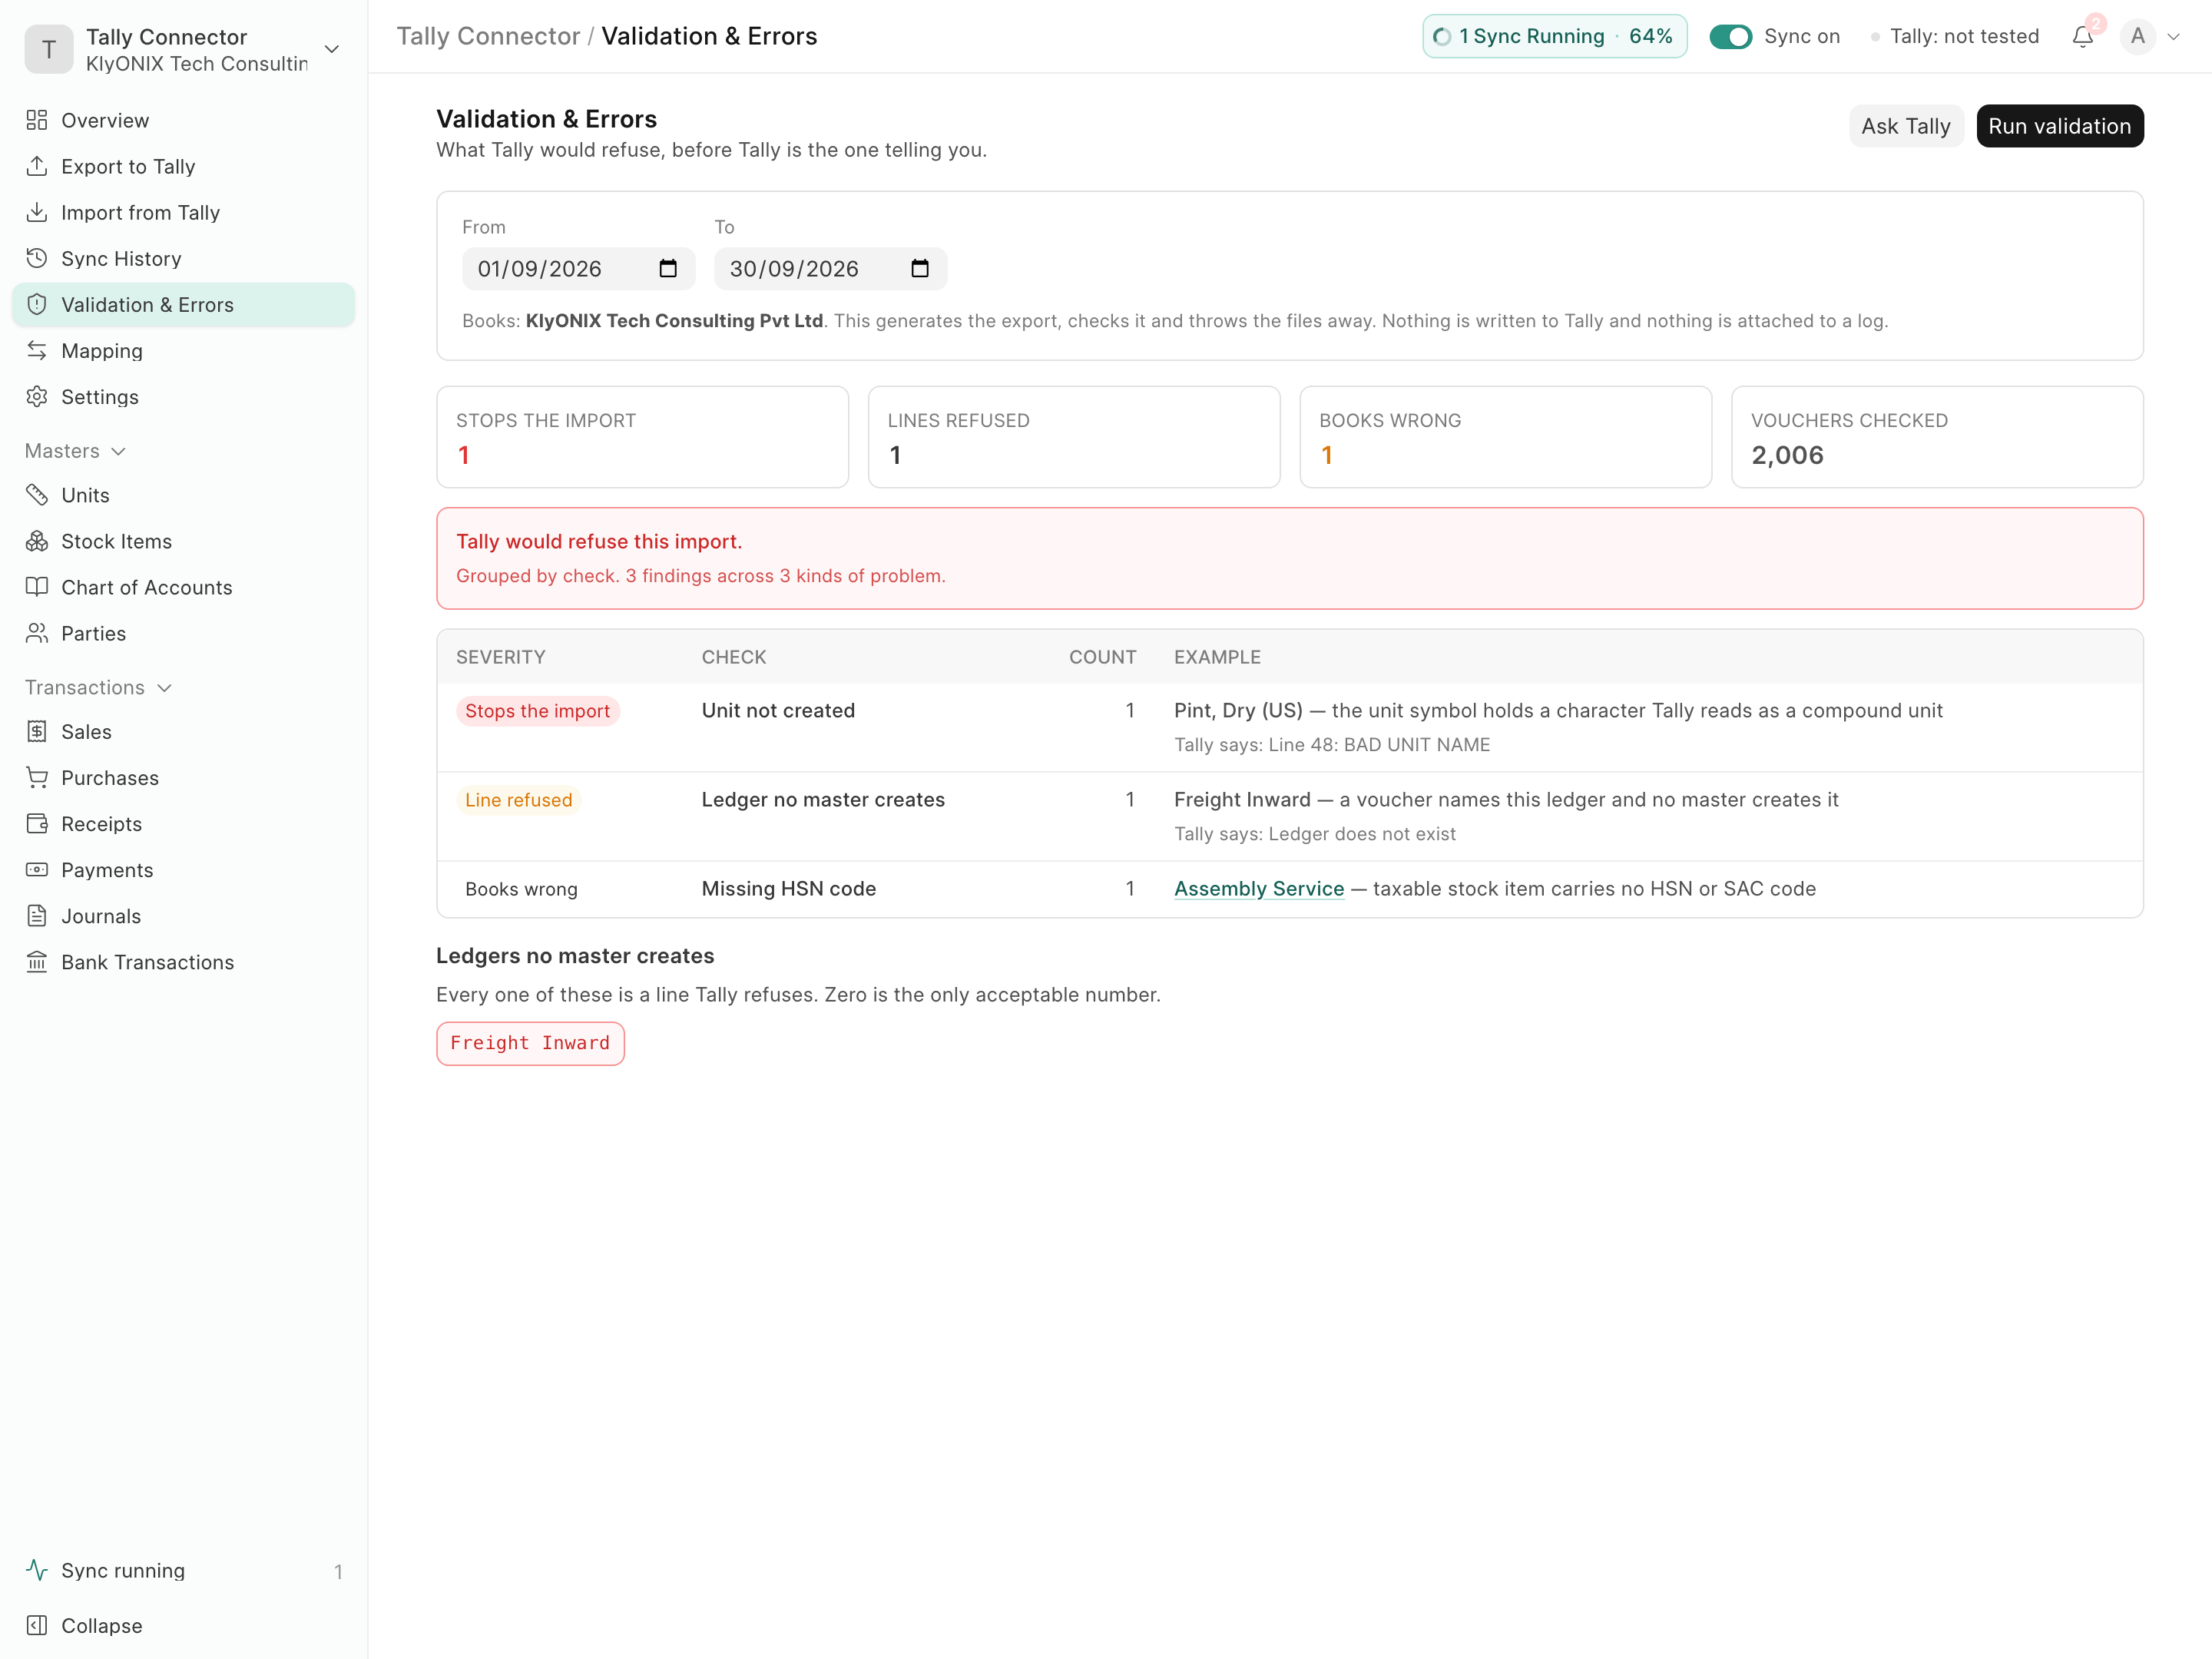 T
Tally Connector
KlyONIX Tech Consultin
Overview
Export to Tally
Import from Tally
Sync History
Validation & Errors
Mapping
Settings
Masters
Units
Stock Items
Chart of Accounts
Parties
Transactions
Sales
Purchases
Receipts
Payments
Journals
Bank Transactions
Sync running 1
Collapse
Tally Connector / Validation & Errors
1 Sync Running · 64%
Sync on
Tally: not tested
2
A
Validation & Errors
What Tally would refuse, before Tally is the one telling you.
Ask Tally
Run validation
From To
01/09/2026 30/09/2026
Books: KlyONIX Tech Consulting Pvt Ltd. This generates the export, checks it and throws the files away. Nothing is written to Tally and nothing is attached to a log.
STOPS THE IMPORT
1
LINES REFUSED
1
BOOKS WRONG
1
VOUCHERS CHECKED
2,006
Tally would refuse this import.
Grouped by check. 3 findings across 3 kinds of problem.
SEVERITY CHECK COUNT EXAMPLE
Stops the import Unit not created 1 Pint, Dry (US) — the unit symbol holds a character Tally reads as a compound unit
Tally says: Line 48: BAD UNIT NAME
Line refused Ledger no master creates 1 Freight Inward — a voucher names this ledger and no master creates it
Tally says: Ledger does not exist
Books wrong Missing HSN code 1 Assembly Service — taxable stock item carries no HSN or SAC code
Ledgers no master creates
Every one of these is a line Tally refuses. Zero is the only acceptable number.
Freight Inward